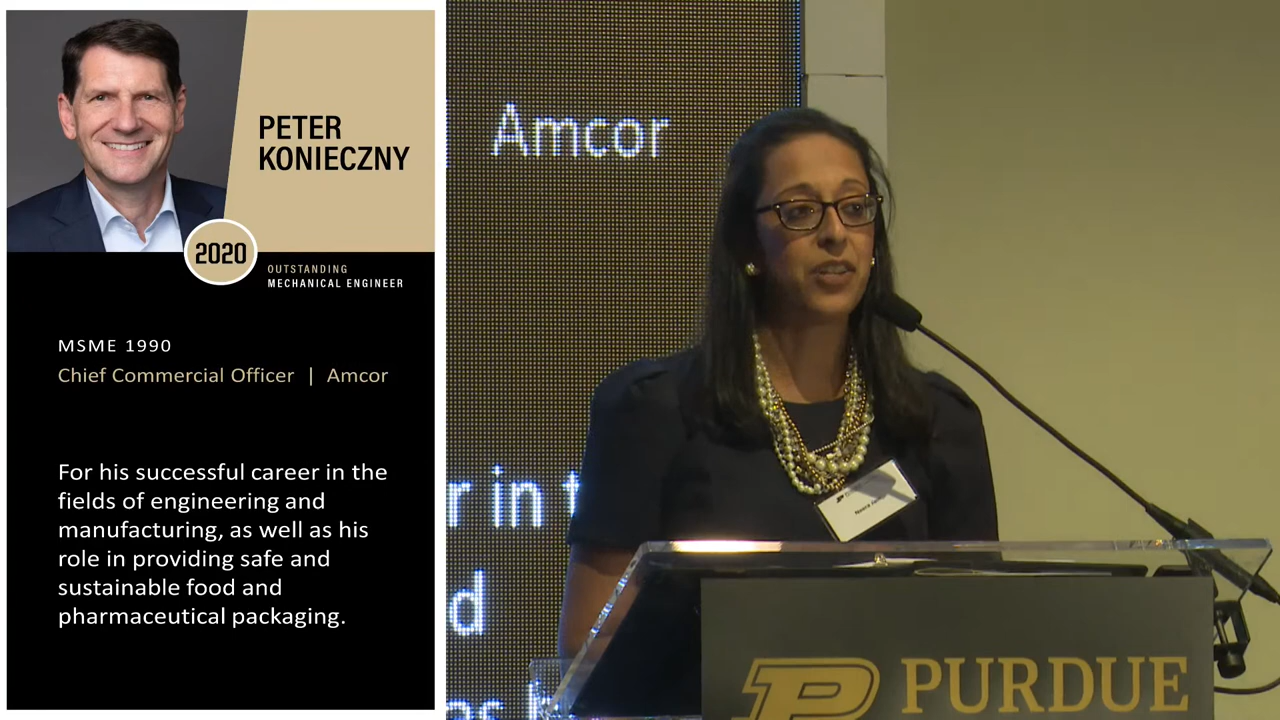 PETER
KONIECZNY
2020
OUTSTANDING
MECHANICAL ENGINEER
MSME 1990
Chief Commercial Officer | Amcor
For his successful career in the
fields of engineering and
manufacturing, as well as his
role in providing safe and
sustainable food and
pharmaceutical packaging.
| Amcor
r in
d
PURDUE